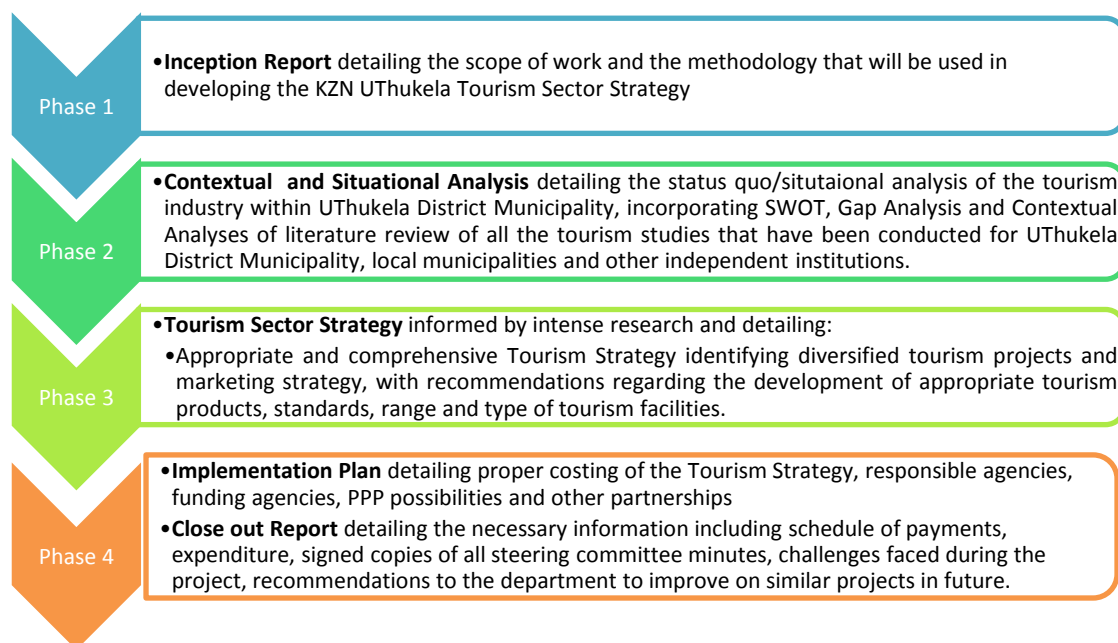 Phase 1
•Inception Report detailing the scope of work and the methodology that will be used in
developing the KZN UThukela Tourism Sector Strategy
Phase 2
•Contextual and Situational Analysis detailing the status quo/situtaional analysis of the tourism
industry within UThukela District Municipality, incorporating SWOT, Gap Analysis and Contextual
Analyses of literature review of all the tourism studies that have been conducted for UThukela
District Municipality, local municipalities and other independent institutions.
Phase 3
•Tourism Sector Strategy informed by intense research and detailing:
•Appropriate and comprehensive Tourism Strategy identifying diversified tourism projects and
marketing strategy, with recommendations regarding the development of appropriate tourism
products, standards, range and type of tourism facilities.
Phase 4
•Implementation Plan detailing proper costing of the Tourism Strategy, responsible agencies,
funding agencies, PPP possibilities and other partnerships
•Close out Report detailing the necessary information including schedule of payments,
expenditure, signed copies of all steering committee minutes, challenges faced during the
project, recommendations to the department to improve on similar projects in future.